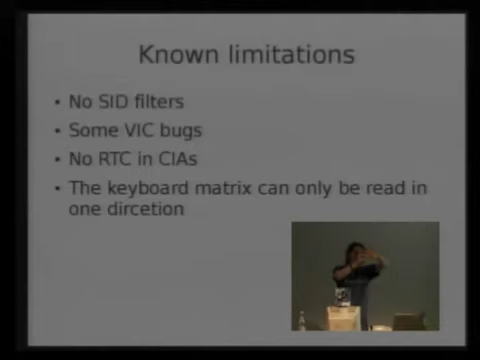 Known limitations
• No SID filters
• Some VIC bugs
• No RTC in CIAs
• The keyboard matrix can only be read in
one dircetion